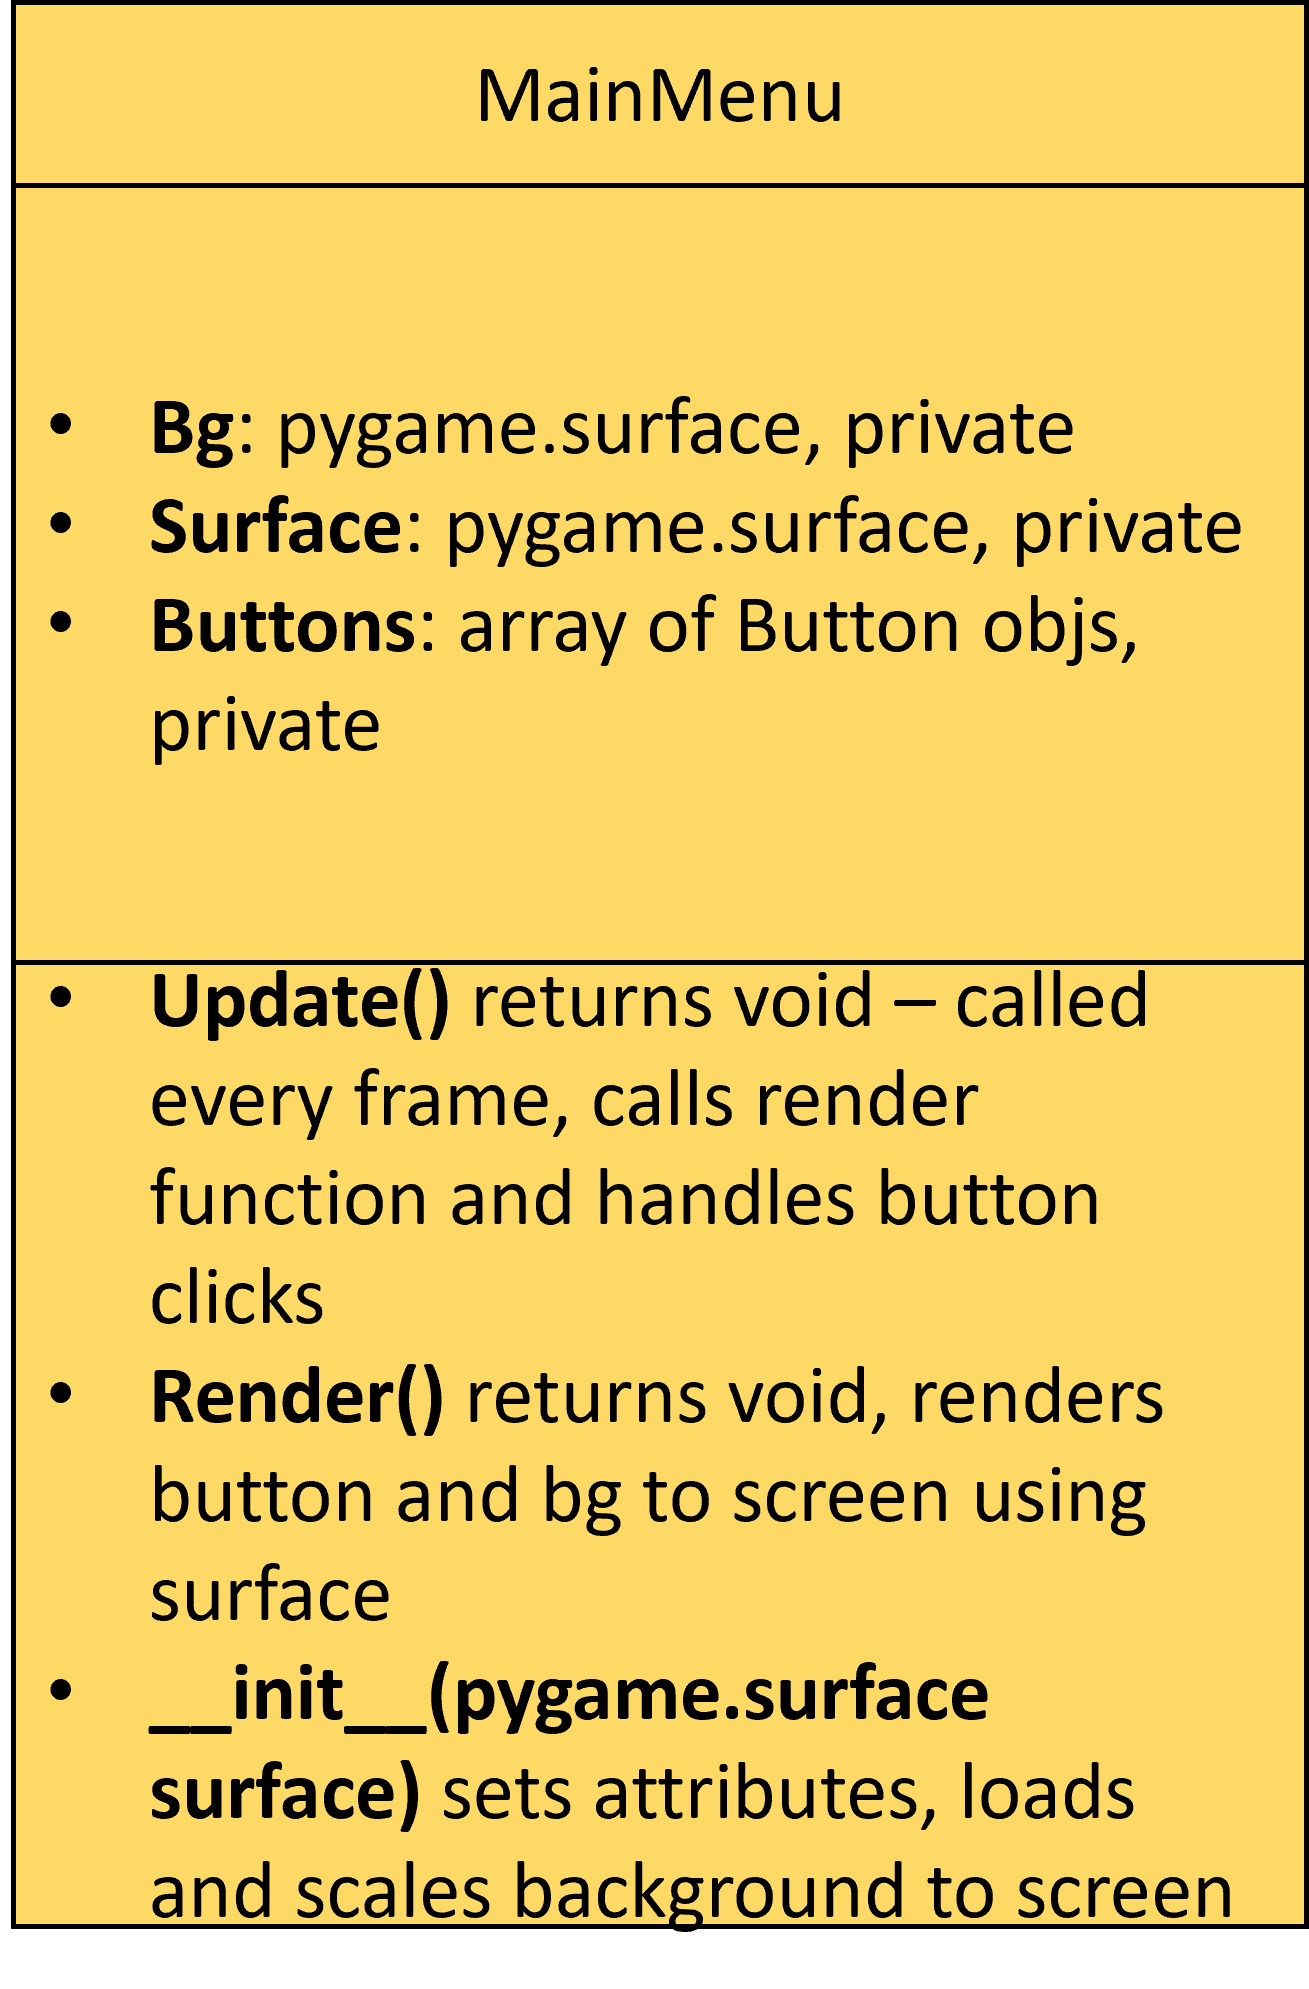 MainMenu
• Bg: pygame.surface, private
• Surface: pygame.surface, private
• Buttons: array of Button objs,
private
• Update() returns void – called
every frame, calls render
function and handles button
clicks
• Render() returns void, renders
button and bg to screen using
surface
• __init__(pygame.surface
surface) sets attributes, loads
and scales background to screen